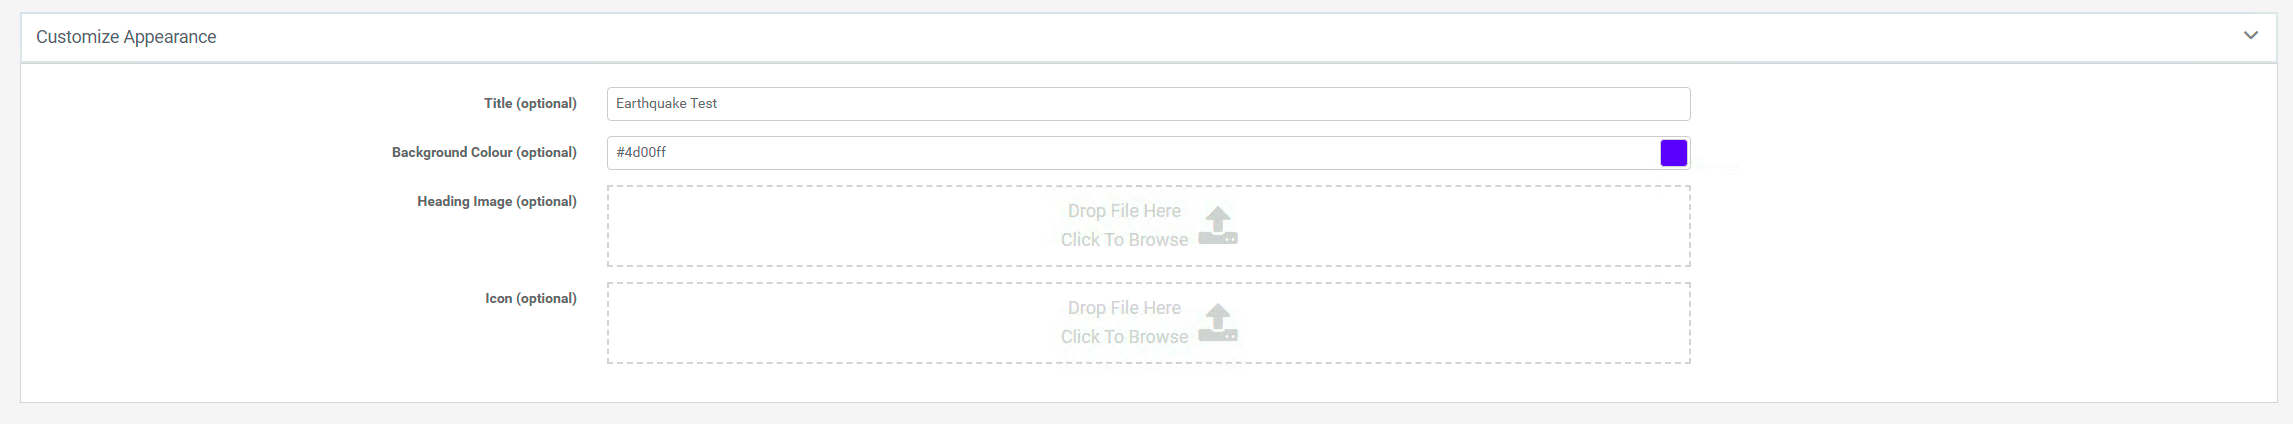 Customize Appearance
Title (optional)
Earthquake Test
Background Colour (optional)
#4d00ff
Heading Image (optional)
Drop File Here
Click To Browse
Icon (optional)
Drop File Here
Click To Browse